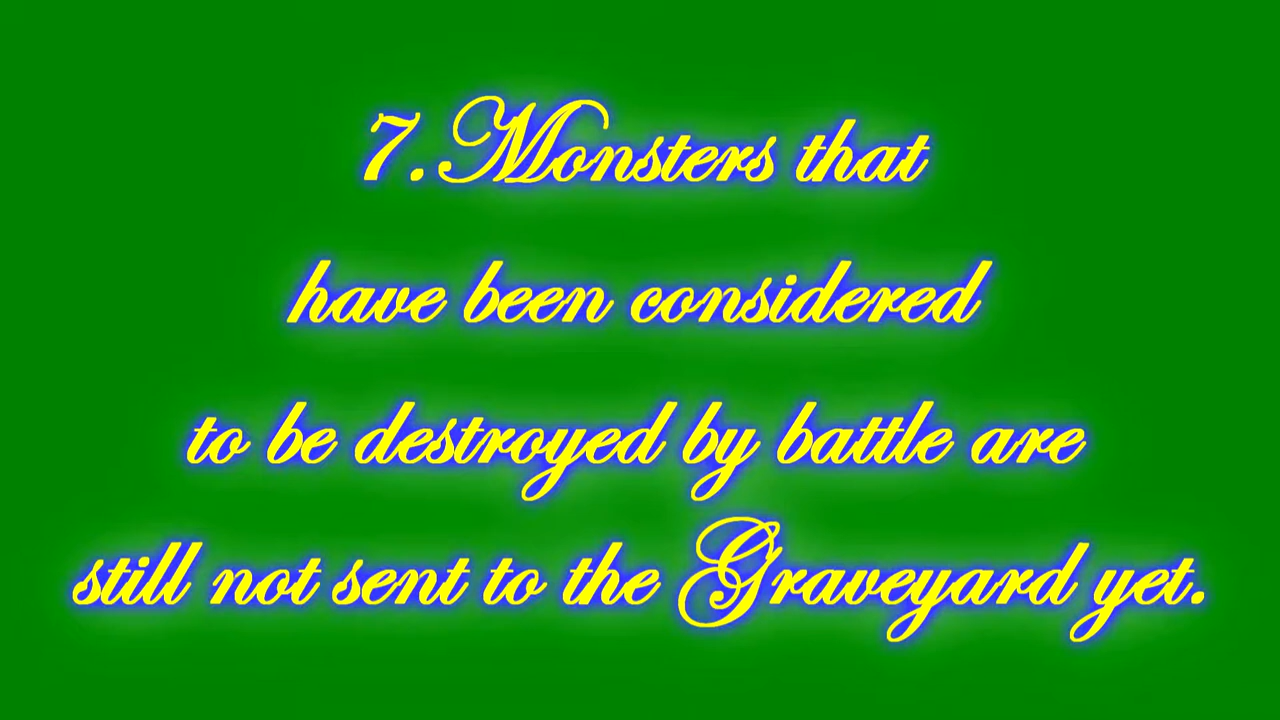 7. Monsters that
have been considered
to be destroyed by battle are
still not sent to the Graveyard yet.